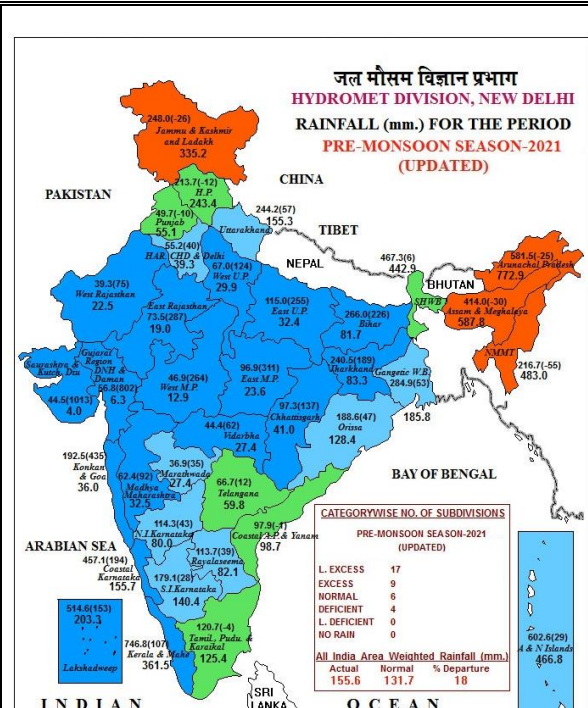 जल मौसम विज्ञान प्रभाग
HYDROMET DIVISION, NEW DELHI
RAINFALL (mm.) FOR THE PERIOD
PRE-MONSOON SEASON-2021
(UPDATED)
248.0(-26)
Jammu & Kashmir
and Ladakh
335.2
CHINA
213.7(-12)
H.P.
243.4
PAKISTAN
49.7(-10)
Punjab
55.1
244.2(57)
155.3
Uttarakhand
TIBET
55.2(40)
HAR. CHD & Delhi
39.3
NEPAL
467.3(6)
442.9
BHUTAN
SHWB
581.5(-25)
Arunachal Pradesh
772.9
67.0(124)
West U.P.
29.9
39.3(75)
West Rajasthan
22.5
East Rajasthan
73.5(287)
19.0
115.0(255)
East U.P.
32.4
266.0(226)
Bihar
81.7
414.0(-30)
Assam & Meghalaya
587.8
NMMT
216.7(-55)
483.0
Gujarat
Region
DNH &
Daman
56.8(802)
6.3
Saurashtra &
Kutch, Diu
44.5(1013)
4.0
46.9(264)
West M.P.
12.9
96.9(311)
East M.P.
23.6
240.5(189)
Jharkhand
83.3
Gangetic W.B.
284.9(53)
185.8
97.3(137)
Chhattisgarh
41.0
188.6(47)
Orissa
128.4
44.4(62)
Vidarbha
27.4
192.5(435
Konkan
& Goa
36.0
62.4(92)
Madhya
Maharashtra
32.5
36.9(35)
Marathwada
27.4
66.7(12)
Telangana
59.8
BAY OF BENGAL
97.9(-1)
Coastal A.P. & Yanam
98.7
114.3(43)
N.I.Karnataka
80.0
ARABIAN SEA
457.1(194)
Coastal
Karnataka
155.7
113.7(39)
Rayalaseema
82.1
179.1(28)
S.I.Karnataka
140.4
514.6(153)
203.3
Lakshadweep
746.8(107)
Kerala & Mahe
361.5
120.7(-4)
Tamil, Pudu. &
Karaikal
125.4
CATEGORYWISE NO. OF SUBDIVISIONS
PRE-MONSOON SEASON-2021
(UPDATED)
L. EXCESS 17
EXCESS 9
NORMAL 6
DEFICIENT 4
L. DEFICIENT 0
NO RAIN 0
All India Area Weighted Rainfall (mm.)
Actual Normal % Departure
155.6 131.7 18
602.6(29)
A & N Islands
466.8
SRI
LANKA
INDIAN OCEAN